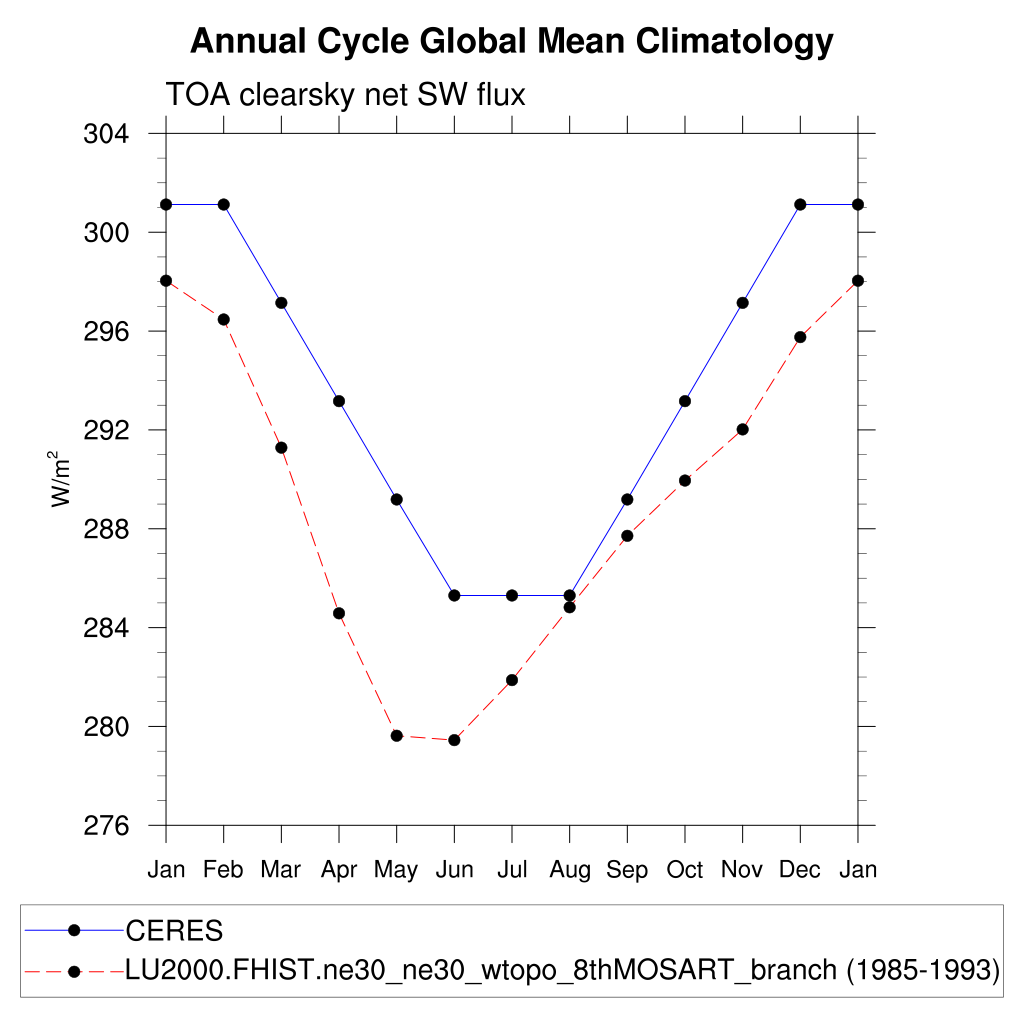 Annual Cycle Global Mean Climatology
TOA clearsky net SW flux
304
300
296
292
288
284
280
276
W/m²
Jan Feb Mar Apr May Jun Jul Aug Sep Oct Nov Dec Jan
CERES
LU2000.FHIST.ne30_ne30_wtopo_8thMOSART_branch (1985-1993)